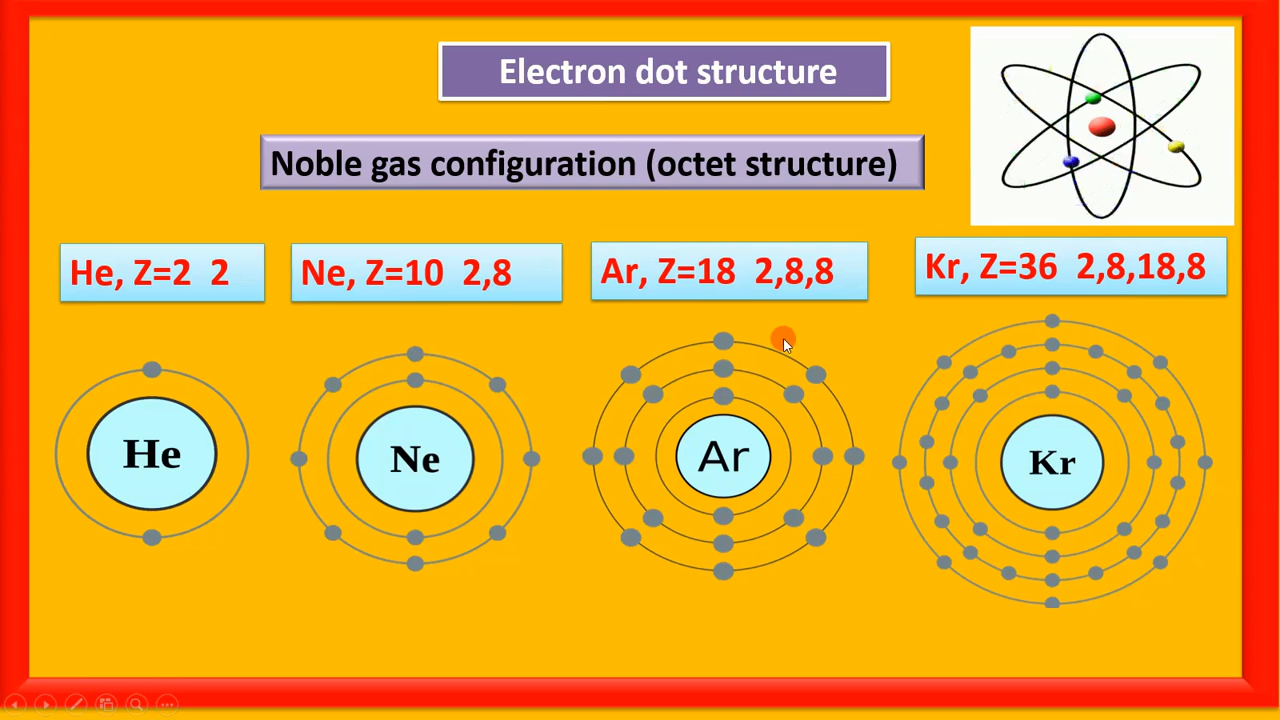 Electron dot structure
Noble gas configuration (octet structure)
He, Z=2 2
Ne, Z=10 2,8
Ar, Z=18 2,8,8
Kr, Z=36 2,8,18,8
He
Ne
Ar
Kr